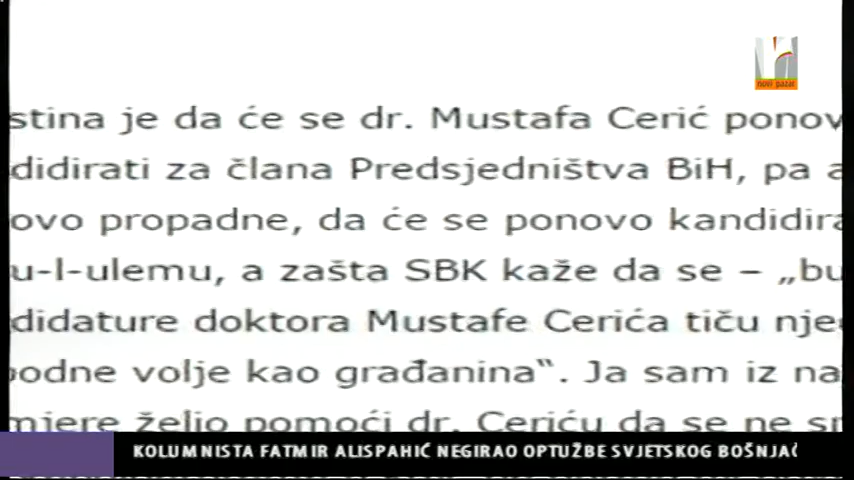 novi pazar
stina je da će se dr. Mustafa Cerić ponov
didirati za člana Predsjedništva BiH, pa a
ovo propadne, da će se ponovo kandidira
u-l-ulemu, a zašta SBK kaže da se – „bu
didature doktora Mustafe Cerića tiču nje
odne volje kao građanina“. Ja sam iz na
mjere želio pomoći dr. Ceriću da se ne sm
KOLUMNISTA FATMIR ALISPAHIĆ NEGIRAO OPTUŽBE SVJETSKOG BOŠNJAČ